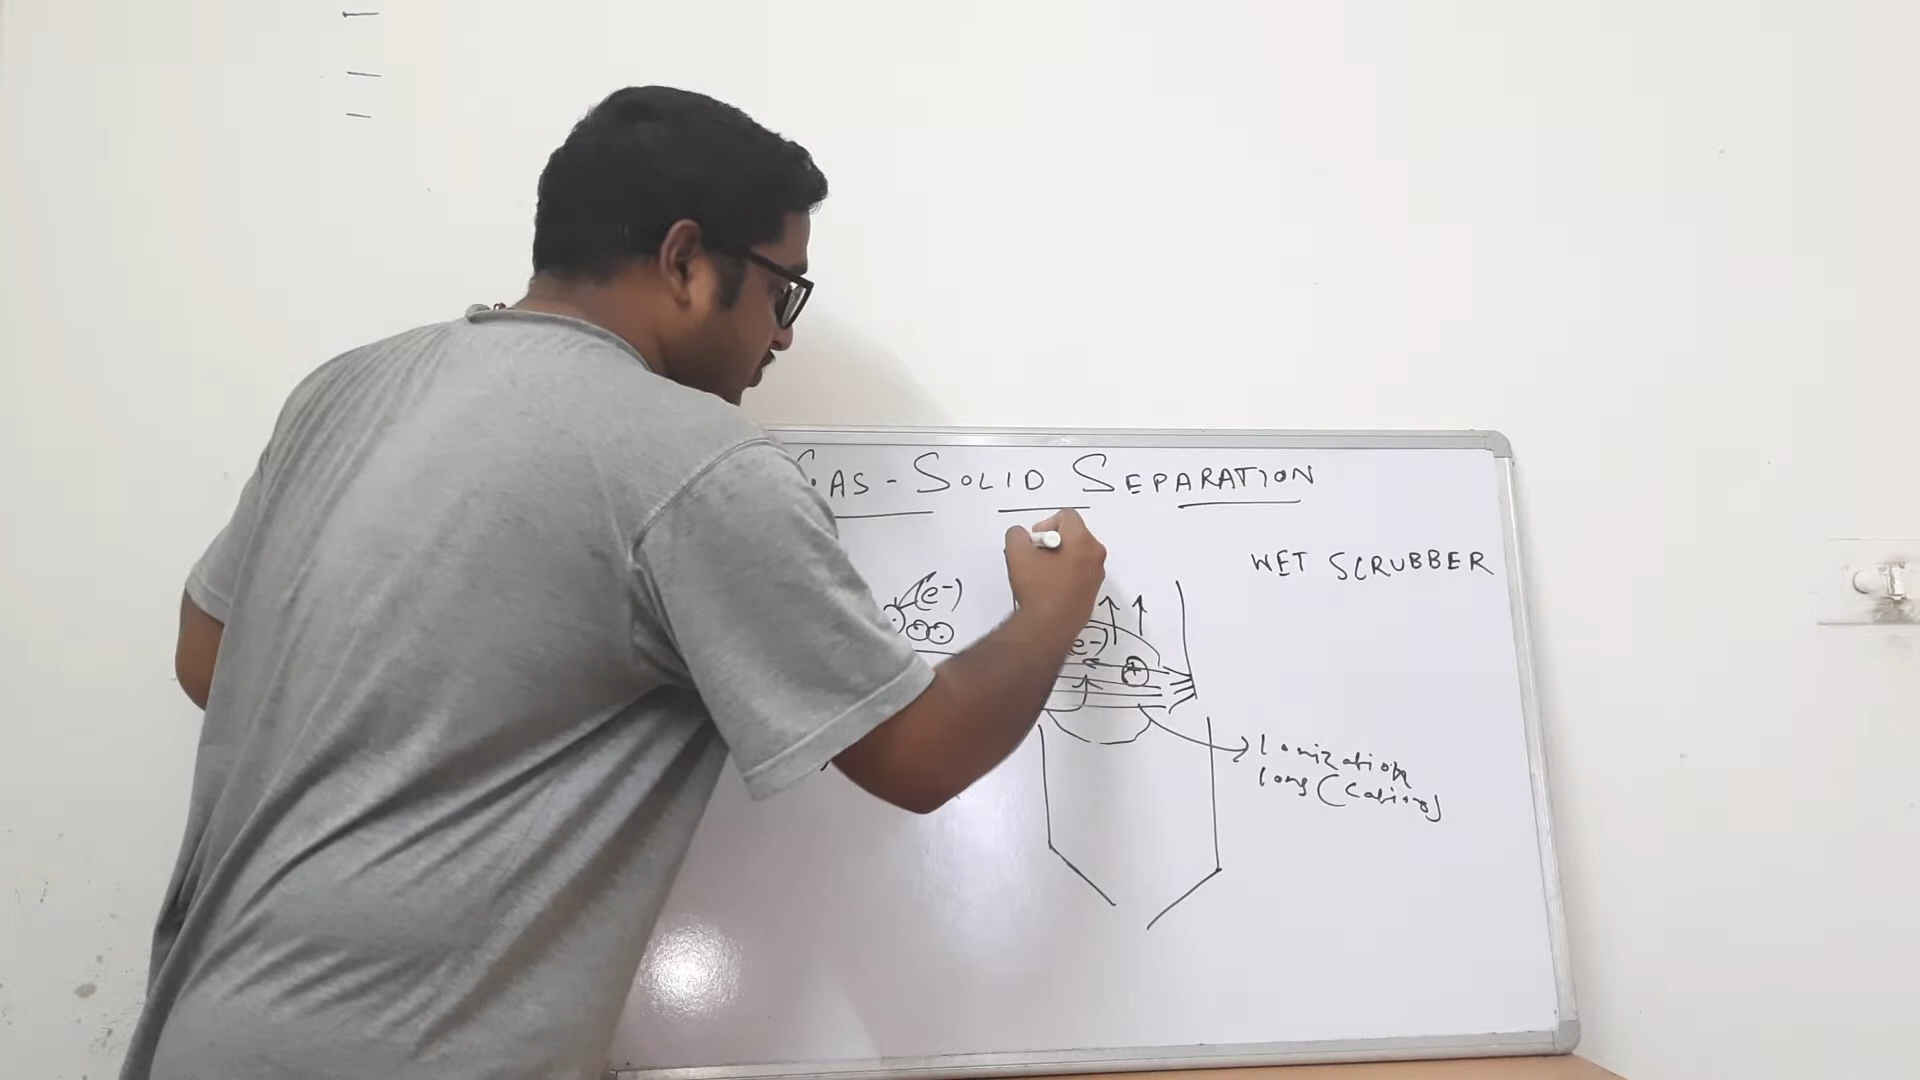 GAS - SOLID SEPARATION
WET SCRUBBER
(e-)
e-)
+
Ionization
Ions (Cations)